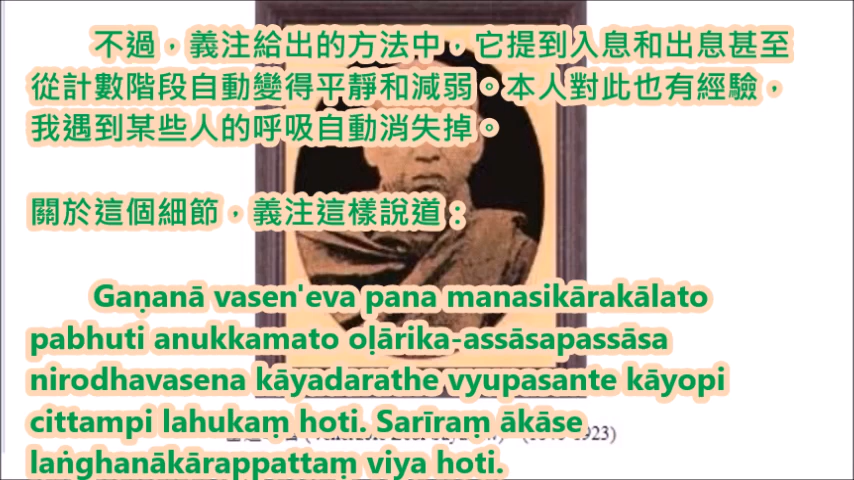 不過，義注給出的方法中，它提到入息和出息甚至
從計數階段自動變得平靜和減弱。本人對此也有經驗，
我遇到某些人的呼吸自動消失掉。
關於這個細節，義注這樣說道：
Gaṇanā vasen'eva pana manasikārakālato
pabhuti anukkamato oḷārika-assāsapassāsa
nirodhavasena kāyadarathe vyupasante kāyopi
cittampi lahukaṃ hoti. Sarīraṃ ākāse
923)
laṅghanākārappattaṃ viya hoti.